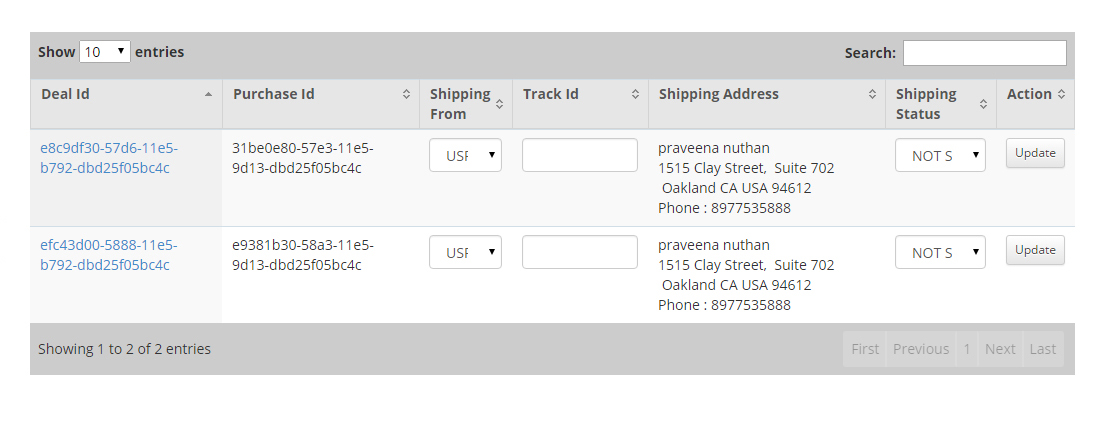 Show 10 entries Search:
Deal Id Purchase Id Shipping From Track Id Shipping Address Shipping Status Action
e8c9df30-57d6-11e5-
b792-dbd25f05bc4c
31be0e80-57e3-11e5-
9d13-dbd25f05bc4c
USF
praveena nuthan
1515 Clay Street, Suite 702
Oakland CA USA 94612
Phone : 8977535888
NOT S
Update
efc43d00-5888-11e5-
b792-dbd25f05bc4c
e9381b30-58a3-11e5-
9d13-dbd25f05bc4c
USF
praveena nuthan
1515 Clay Street, Suite 702
Oakland CA USA 94612
Phone : 8977535888
NOT S
Update
Showing 1 to 2 of 2 entries First Previous 1 Next Last